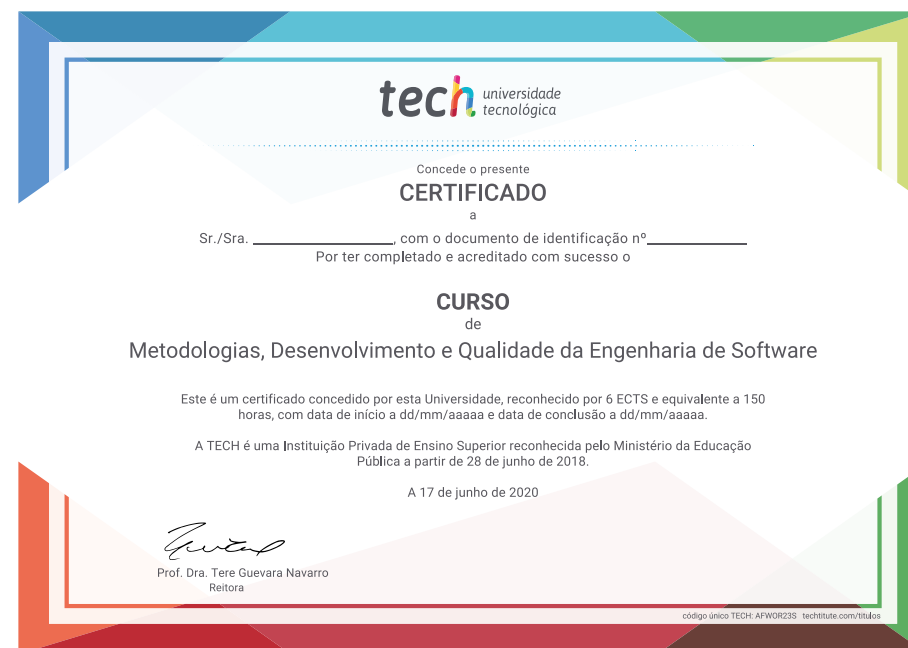 tech universidade
tecnológica
Concede o presente
CERTIFICADO
a
Sr./Sra. ________________, com o documento de identificação nº____________
Por ter completado e acreditado com sucesso o
CURSO
de
Metodologias, Desenvolvimento e Qualidade da Engenharia de Software
Este é um certificado concedido por esta Universidade, reconhecido por 6 ECTS e equivalente a 150
horas, com data de início a dd/mm/aaaaa e data de conclusão a dd/mm/aaaaa.
A TECH é uma Instituição Privada de Ensino Superior reconhecida pelo Ministério da Educação
Pública a partir de 28 de junho de 2018.
A 17 de junho de 2020
Prof. Dra. Tere Guevara Navarro
Reitora
código único TECH: AFWOR23S techtitute.com/titulos